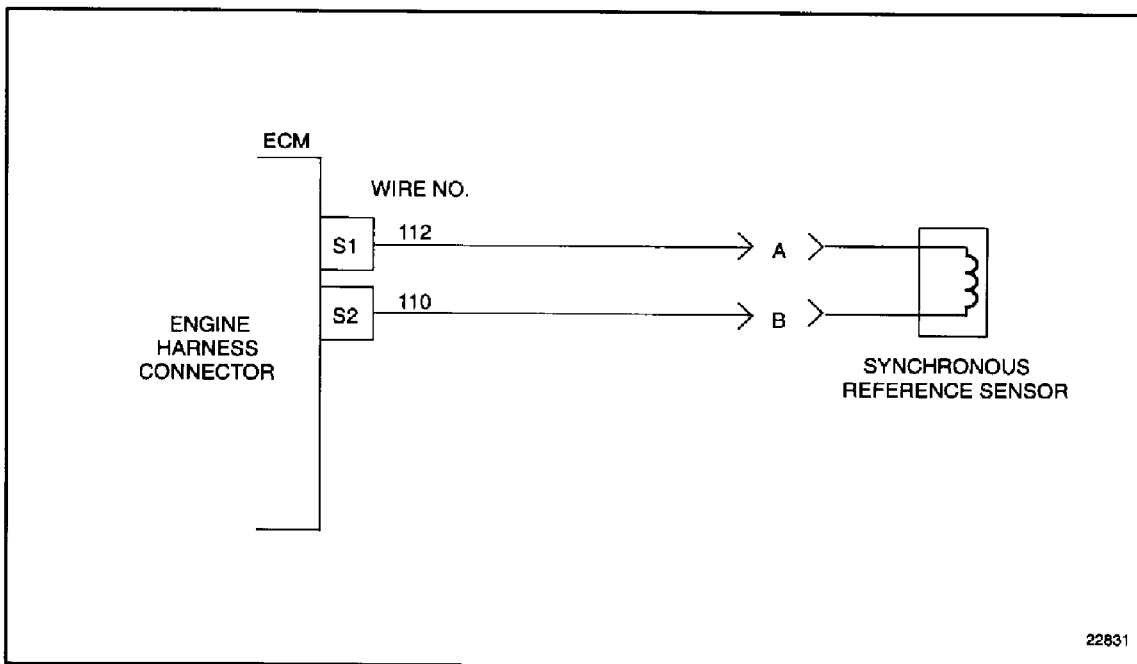 ECM
WIRE NO.
S1
112
A
S2
110
B
ENGINE
HARNESS
CONNECTOR
SYNCHRONOUS
REFERENCE SENSOR
22831